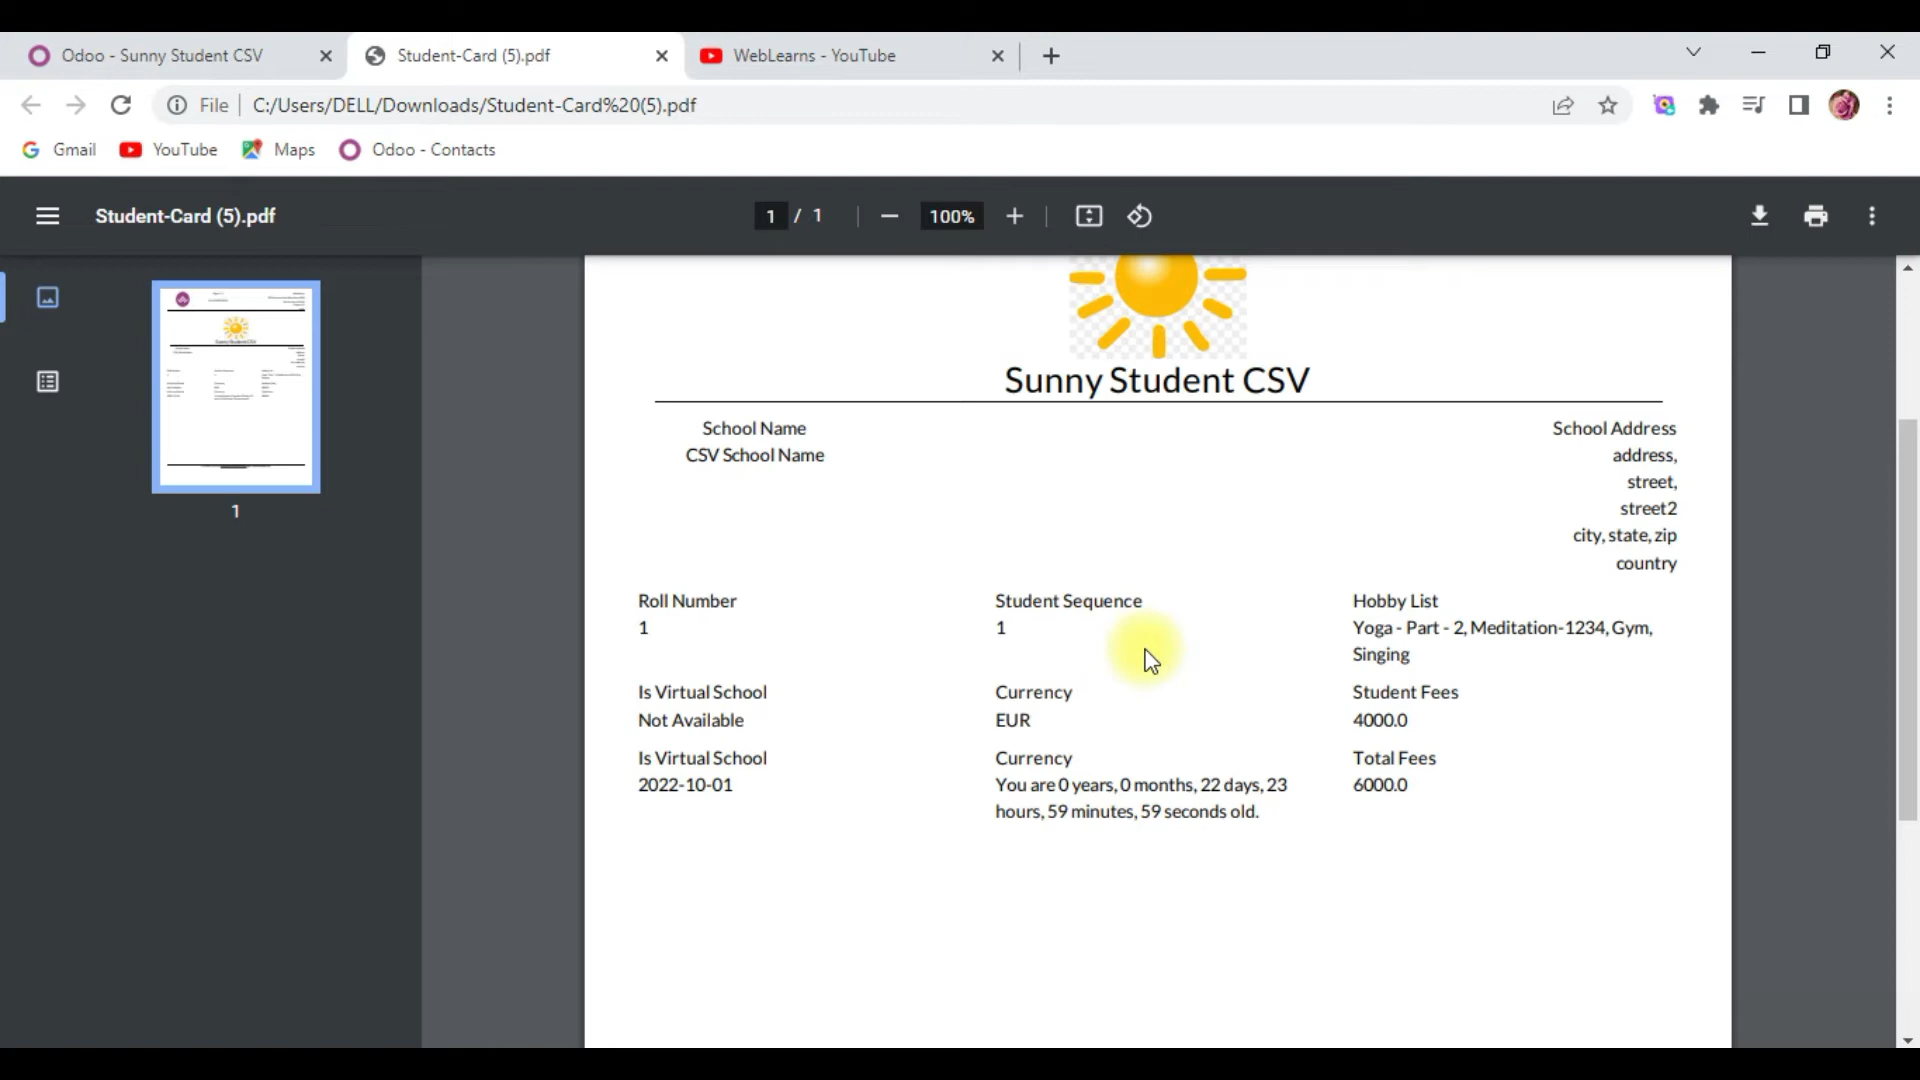 Odoo - Sunny Student CSV
Student-Card (5).pdf
WebLearns - YouTube
File
C:/Users/DELL/Downloads/Student-Card%20(5).pdf
Gmail
YouTube
Maps
Odoo - Contacts
Student-Card (5).pdf
1 / 1
100%
1
Sunny Student CSV
School Name
CSV School Name
School Address
address,
street,
street2
city, state, zip
country
Roll Number
1
Student Sequence
1
Hobby List
Yoga - Part - 2, Meditation-1234, Gym,
Singing
Is Virtual School
Not Available
Currency
EUR
Student Fees
4000.0
Is Virtual School
2022-10-01
Currency
You are 0 years, 0 months, 22 days, 23
hours, 59 minutes, 59 seconds old.
Total Fees
6000.0